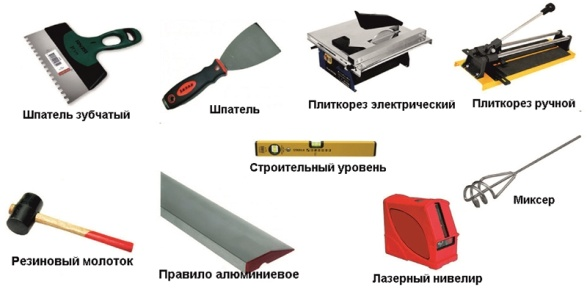 Шпатель зубчатый
Шпатель
Плиткорез электрический
Плиткорез ручной
Строительный уровень
Миксер
Резиновый молоток
Правило алюминиевое
Лазерный нивелир